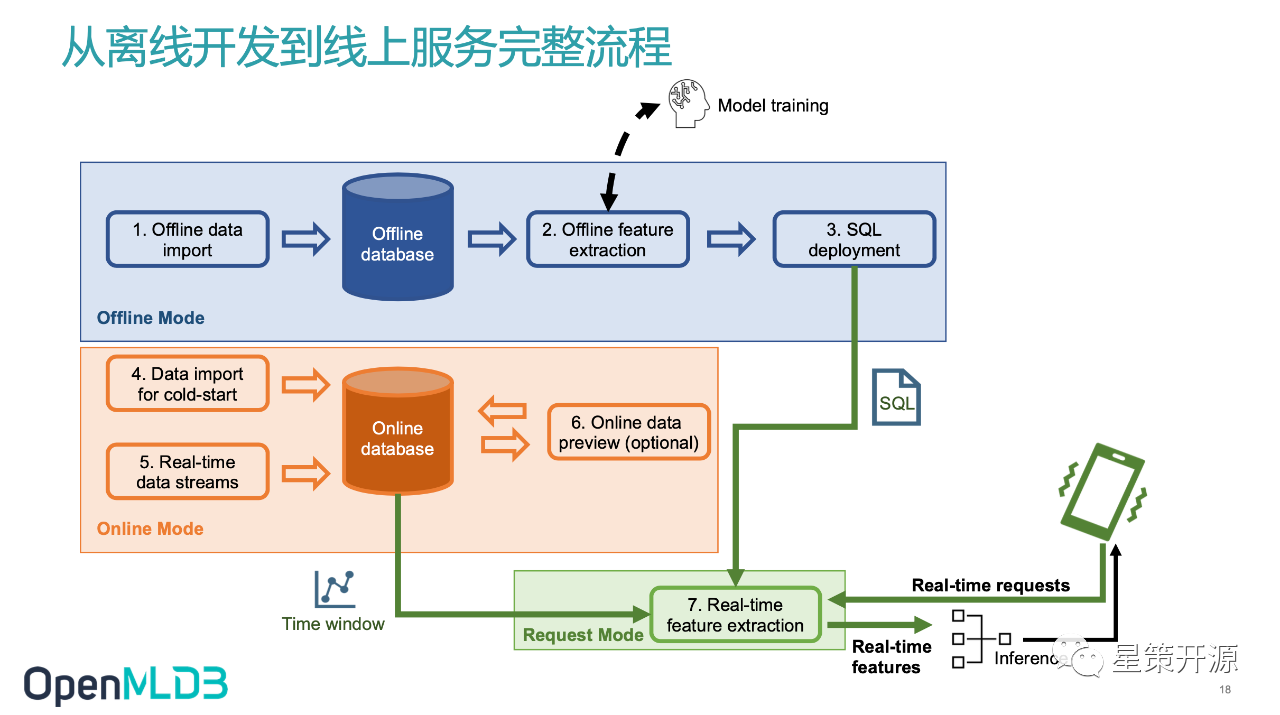 从离线开发到线上服务完整流程
Model training
1. Offline data
import
Offline
database
2. Offline feature
extraction
3. SQL
deployment
Offline Mode
4. Data import
for cold-start
5. Real-time
data streams
Online
database
6. Online data
preview (optional)
Online Mode
SQL
Time window
7. Real-time
feature extraction
Request Mode
Real-time requests
Real-time
features
Inference
星策开源
OpenMLDB
18